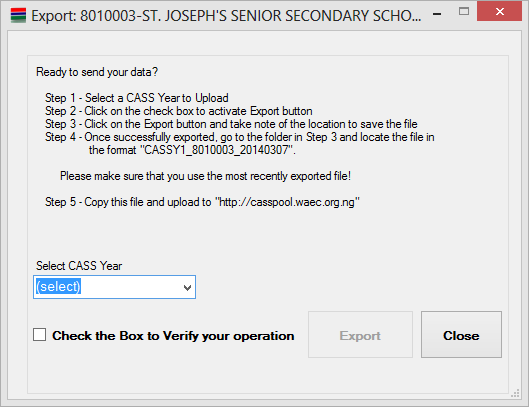 Export: 8010003-ST. JOSEPH'S SENIOR SECONDARY SCHO...
Ready to send your data?
Step 1 - Select a CASS Year to Upload
Step 2 - Click on the check box to activate Export button
Step 3 - Click on the Export button and take note of the location to save the file
Step 4 - Once successfully exported, go to the folder in Step 3 and locate the file in
the format "CASSY1_8010003_20140307".
Please make sure that you use the most recently exported file!
Step 5 - Copy this file and upload to "http://casspool.waec.org.ng"
Select CASS Year
(select)
Check the Box to Verify your operation
Export
Close